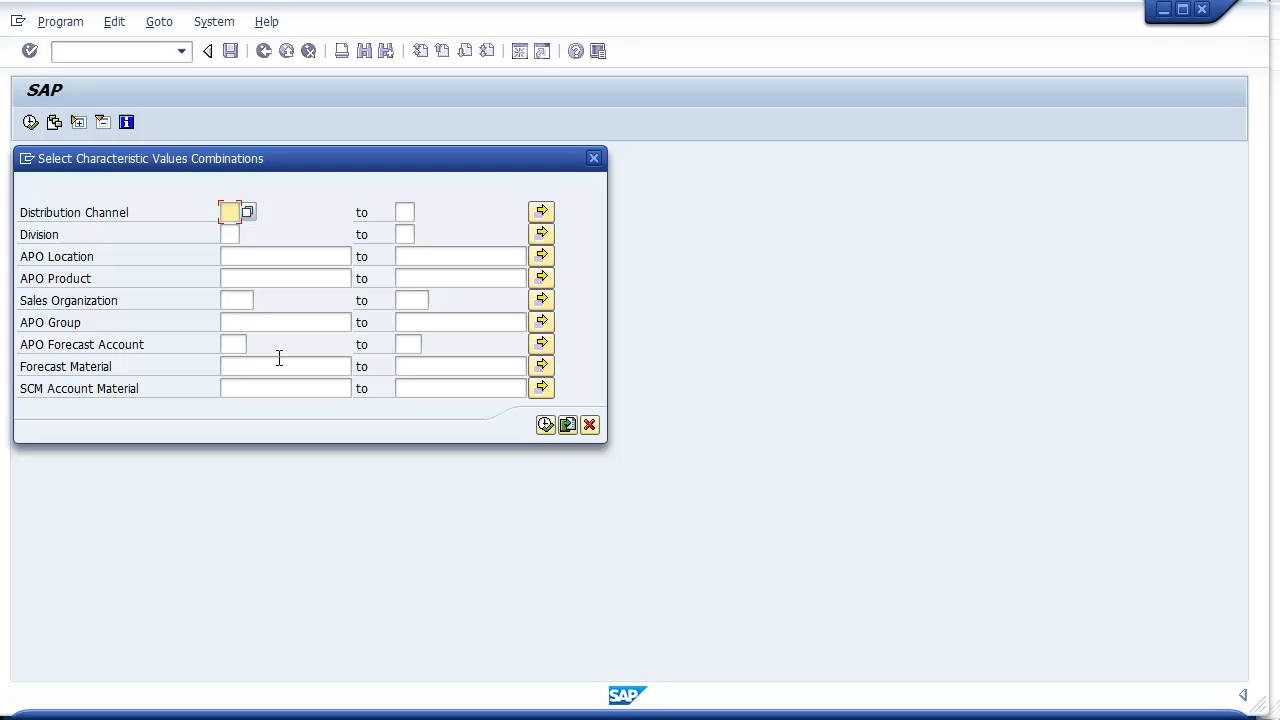 Program Edit Goto System Help
SAP
Select Characteristic Values Combinations
Distribution Channel to
Division to
APO Location to
APO Product to
Sales Organization to
APO Group to
APO Forecast Account to
Forecast Material to
SCM Account Material to
SAP